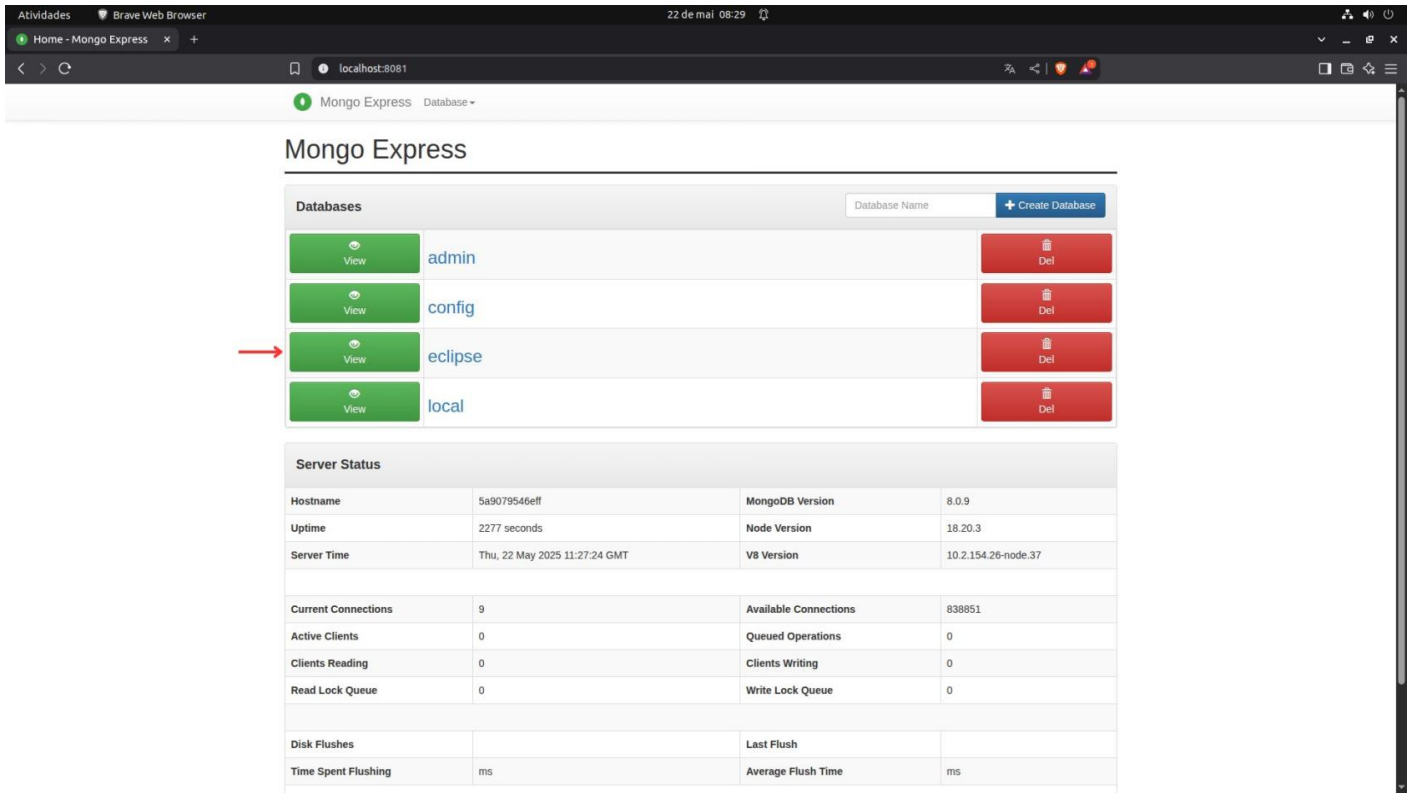 Atividades Brave Web Browser 22 de mai 08:29
Home - Mongo Express × +
localhost:8081
Mongo Express Database
Mongo Express
Databases Database Name + Create Database
View admin Del
View config Del
View eclipse Del
View local Del
Server Status
Hostname 5a9079546eff MongoDB Version 8.0.9
Uptime 2277 seconds Node Version 18.20.3
Server Time Thu, 22 May 2025 11:27:24 GMT V8 Version 10.2.154.26-node.37
Current Connections 9 Available Connections 838851
Active Clients 0 Queued Operations 0
Clients Reading 0 Clients Writing 0
Read Lock Queue 0 Write Lock Queue 0
Disk Flushes Last Flush
Time Spent Flushing ms Average Flush Time ms